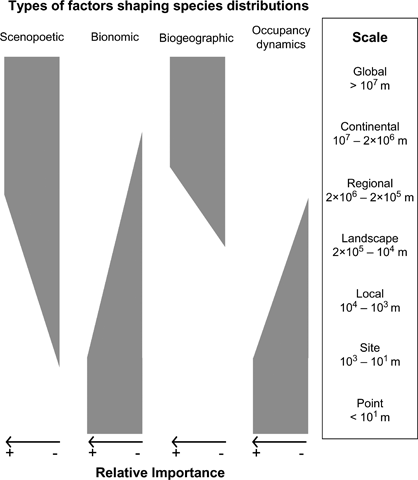 Types of factors shaping species distributions
Scenopoetic
Bionomic
Biogeographic
Occupancy
dynamics
Scale
Global
> 10⁷ m
Continental
10⁷ – 2×10⁶ m
Regional
2×10⁶ – 2×10⁵ m
Landscape
2×10⁵ – 10⁴ m
Local
10⁴ – 10³ m
Site
10³ – 10¹ m
Point
< 10¹ m
+ -
+ -
+ -
+ -
Relative Importance